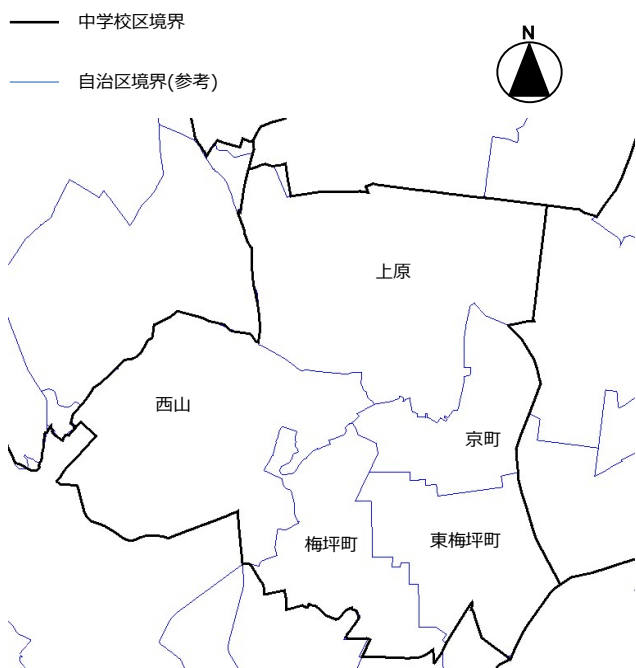 中学校区境界
自治区境界(参考)
N
上原
西山
京町
梅坪町
東梅坪町